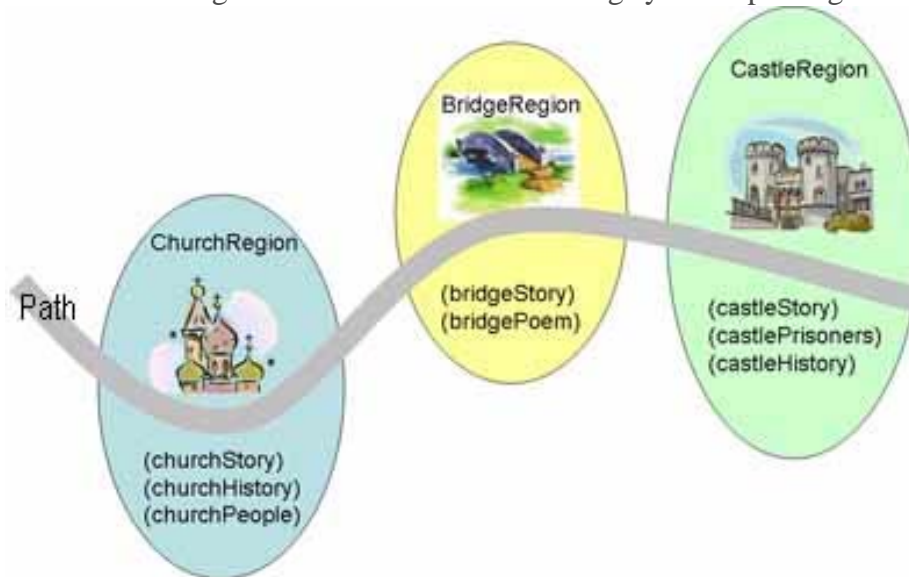 CastleRegion
BridgeRegion
ChurchRegion
Path
(bridgeStory)
(bridgePoem)
(castleStory)
(castlePrisoners)
(castleHistory)
(churchStory)
(churchHistory)
(churchPeople)